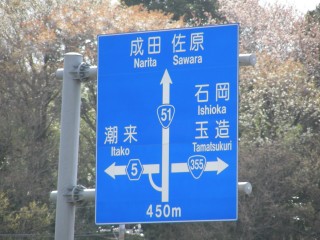 成田 佐原
Narita Sawara
51
石岡
Ishioka
潮来
Itako
玉造
Tamatsukuri
5
355
450m